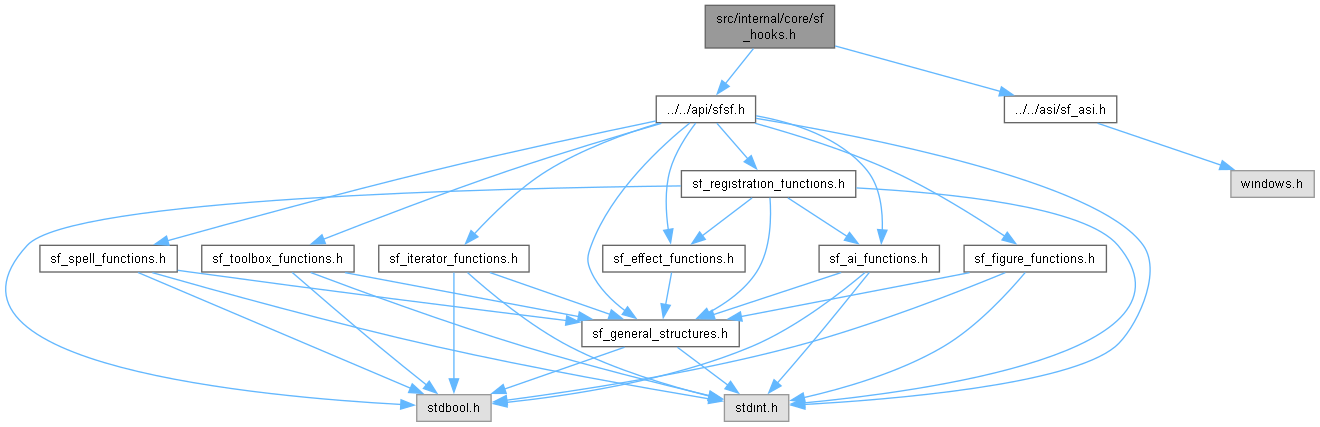 src/internal/core/sf
_hooks.h
../../api/sfsf.h
../../asi/sf_asi.h
sf_registration_functions.h
windows.h
sf_spell_functions.h
sf_toolbox_functions.h
sf_iterator_functions.h
sf_effect_functions.h
sf_ai_functions.h
sf_figure_functions.h
sf_general_structures.h
stdbool.h
stdint.h